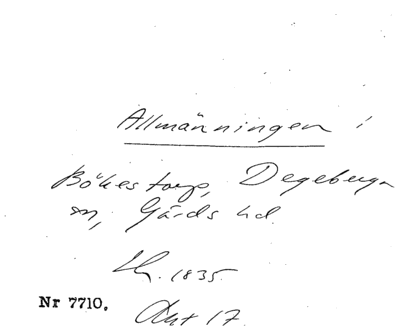 Allmänningen i
Bökestorp, Degeberga
sn, Gärds hd.
1835.
Nr 7710.
Akt 17